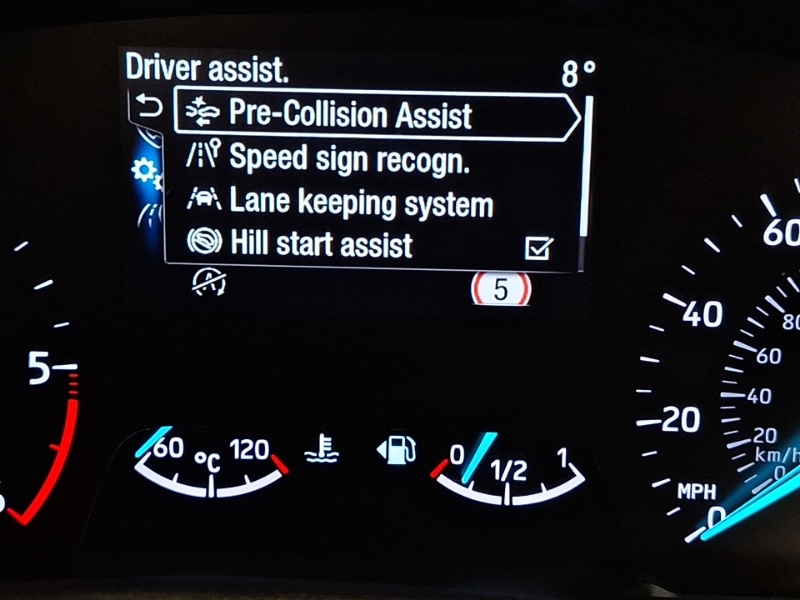 Driver assist.
8°
Pre-Collision Assist
Speed sign recogn.
Lane keeping system
Hill start assist
A
5
5
60 °C 120
0 1/2 1
60
40
20
MPH
0
80
60
40
20
km/h
0